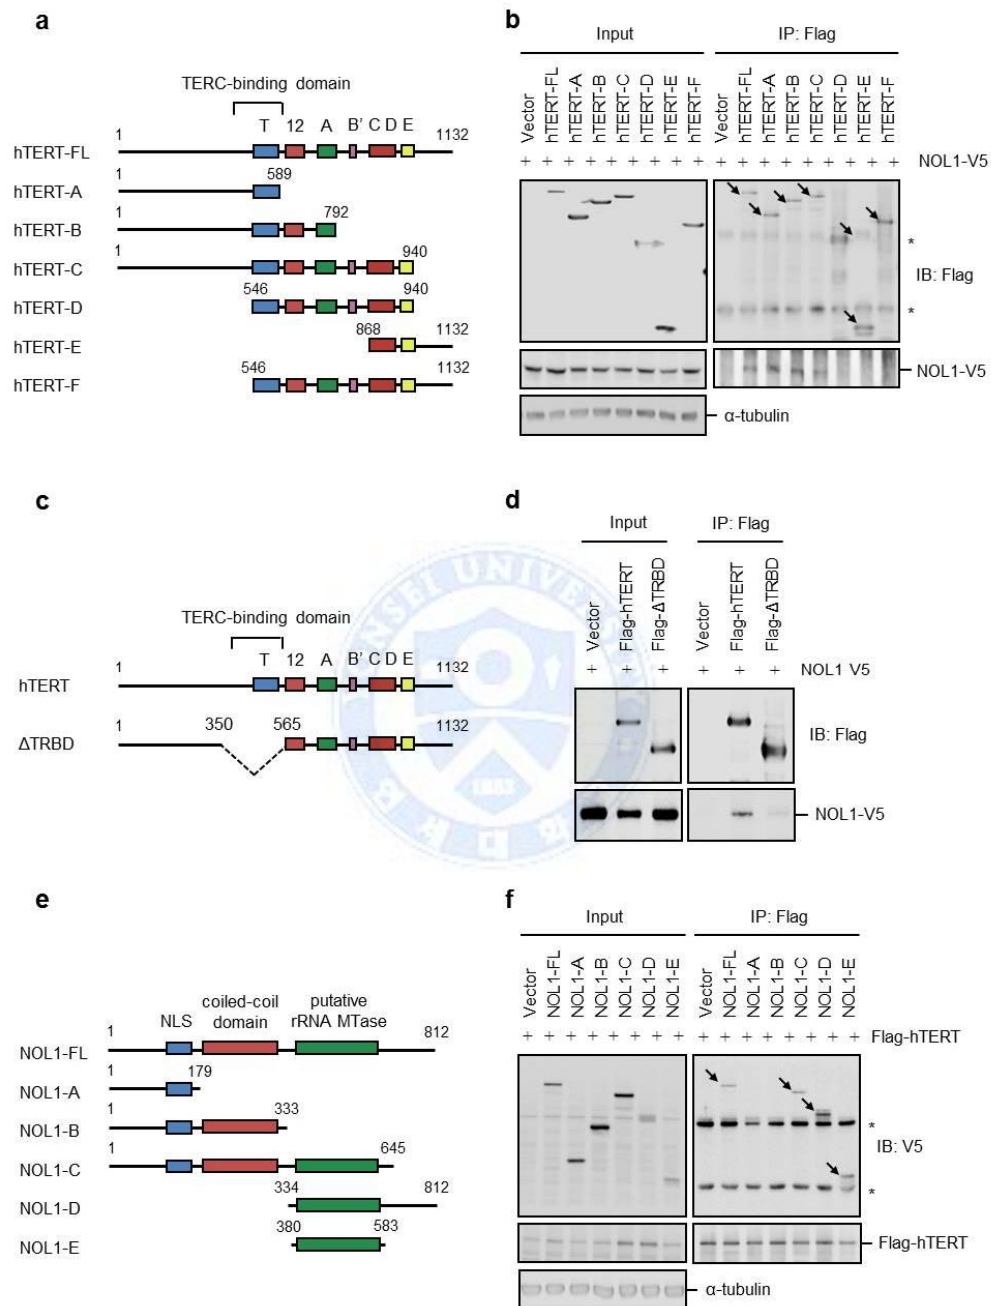 a
TERC-binding domain
1 T 12 A B' C D E 1132
hTERT-FL
1 589
hTERT-A
1 792
hTERT-B
1 940
hTERT-C
546 940
hTERT-D
868 1132
hTERT-E
546 1132
hTERT-F
b
Input IP: Flag
Vector hTERT-FL hTERT-A hTERT-B hTERT-C hTERT-D hTERT-E hTERT-F Vector hTERT-FL hTERT-A hTERT-B hTERT-C hTERT-D hTERT-E hTERT-F
+ + + + + + + + + + + + + + + + NOL1-V5
*
IB: Flag
*
NOL1-V5
α-tubulin
c
TERC-binding domain
1 T 12 A B' C D E 1132
hTERT
1 350 565 1132
ΔTRBD
d
Input IP: Flag
Vector Flag-hTERT Flag-ΔTRBD Vector Flag-hTERT Flag-ΔTRBD
+ + + + + + NOL1 V5
IB: Flag
NOL1-V5
YONSEI UNIVERSITY
1885
e
coiled-coil putative
1 NLS domain rRNA MTase 812
NOL1-FL
1 179
NOL1-A
1 333
NOL1-B
1 645
NOL1-C
334 812
NOL1-D
380 583
NOL1-E
f
Input IP: Flag
Vector NOL1-FL NOL1-A NOL1-B NOL1-C NOL1-D NOL1-E Vector NOL1-FL NOL1-A NOL1-B NOL1-C NOL1-D NOL1-E
+ + + + + + + + + + + + + + Flag-hTERT
*
IB: V5
*
Flag-hTERT
α-tubulin